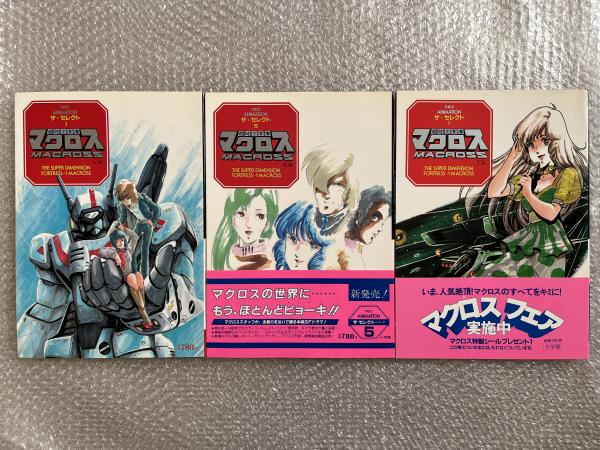 THIS IS
ANIMATION
ザ・セレクト
3
超時空要塞
マクロス
MACROSS
THE SUPER DIMENSION
FORTRESS-1 MACROSS
780
THIS IS
ANIMATION
ザ・セレクト
5
超時空要塞
マクロス
MACROSS
THE SUPER DIMENSION
FORTRESS-1 MACROSS
マクロスの世界に……
もう、ほとんどビョーキ!!
新発売!
THIS IS
ANIMATION
ザ・セレクト
5
780
THIS IS
ANIMATION
ザ・セレクト
7
超時空要塞
マクロス
MACROSS
THE SUPER DIMENSION
FORTRESS-1 MACROSS
いま、人気絶頂!マクロスのすべてをキミに!
マクロスフェア
実施中
マクロス特製シールプレゼント!
小学館